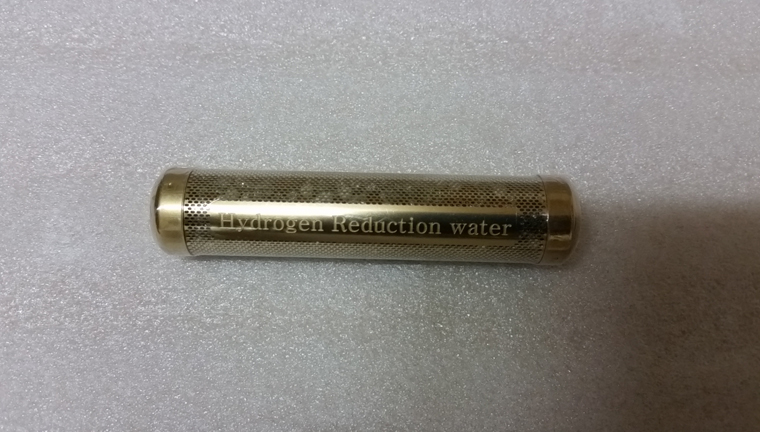 Hydrogen Reduction water